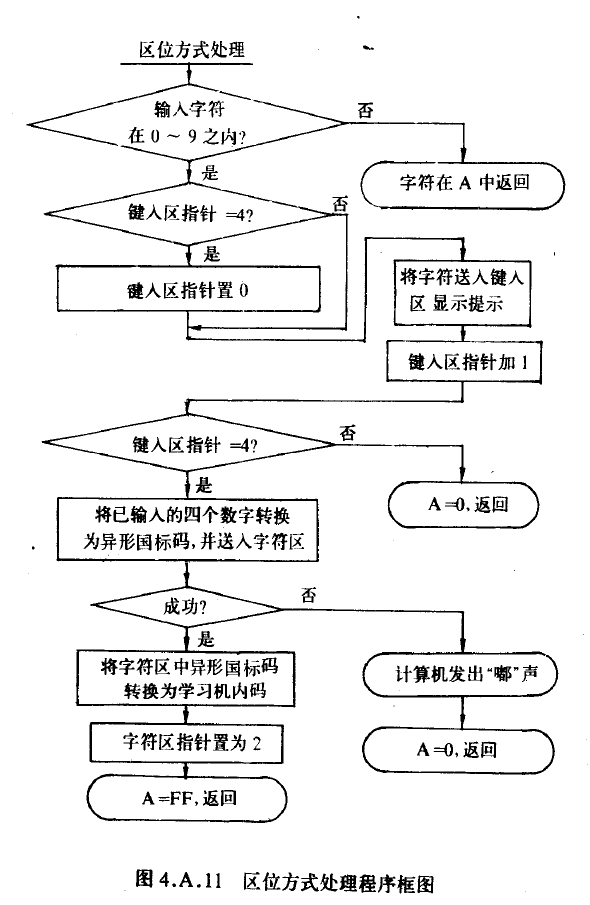 区位方式处理
输入字符
在 0 ~ 9 之内?
否
是
字符在 A 中返回
键入区指针 =4?
否
是
键入区指针置 0
将字符送入键入
区 显示提示
键入区指针加 1
键入区指针 =4?
否
是
A =0, 返回
将已输入的四个数字转换
为异形国标码, 并送入字符区
成功?
否
是
将字符区中异形国标码
转换为学习机内码
计算机发出“嘟”声
字符区指针置为 2
A =0, 返回
A =FF, 返回
图 4.A.11 区位方式处理程序框图